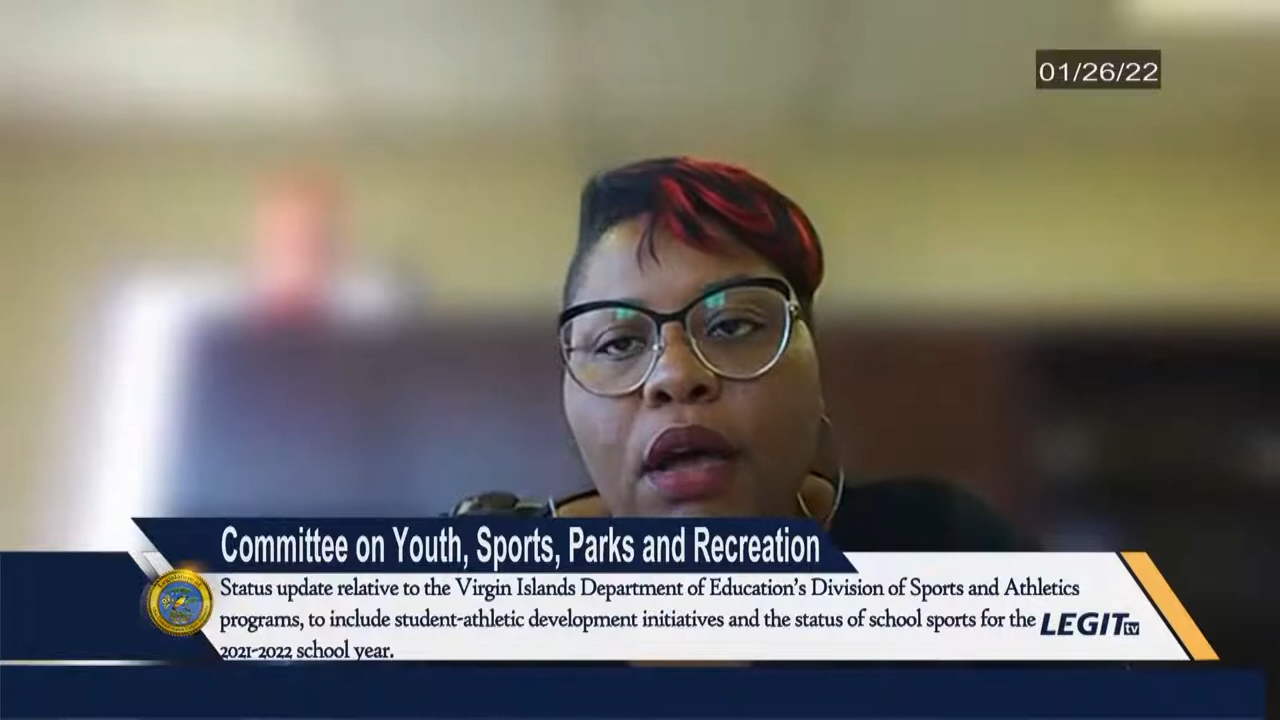 01/26/22
Committee on Youth, Sports, Parks and Recreation
Status update relative to the Virgin Islands Department of Education's Division of Sports and Athletics
programs, to include student-athletic development initiatives and the status of school sports for the
LEGIT tv
2021-2022 school year.